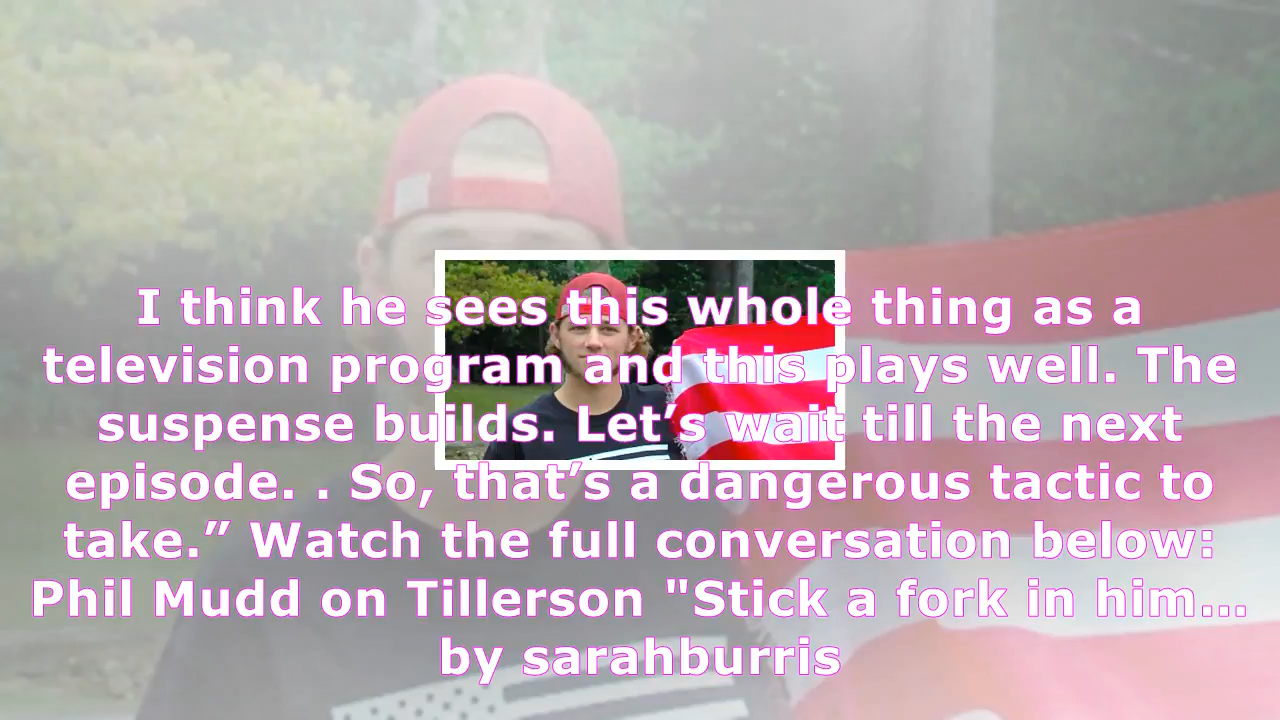 I think he sees this whole thing as a
television program and this plays well. The
suspense builds. Let’s wait till the next
episode. . So, that’s a dangerous tactic to
take.” Watch the full conversation below:
Phil Mudd on Tillerson "Stick a fork in him...
by sarahburris